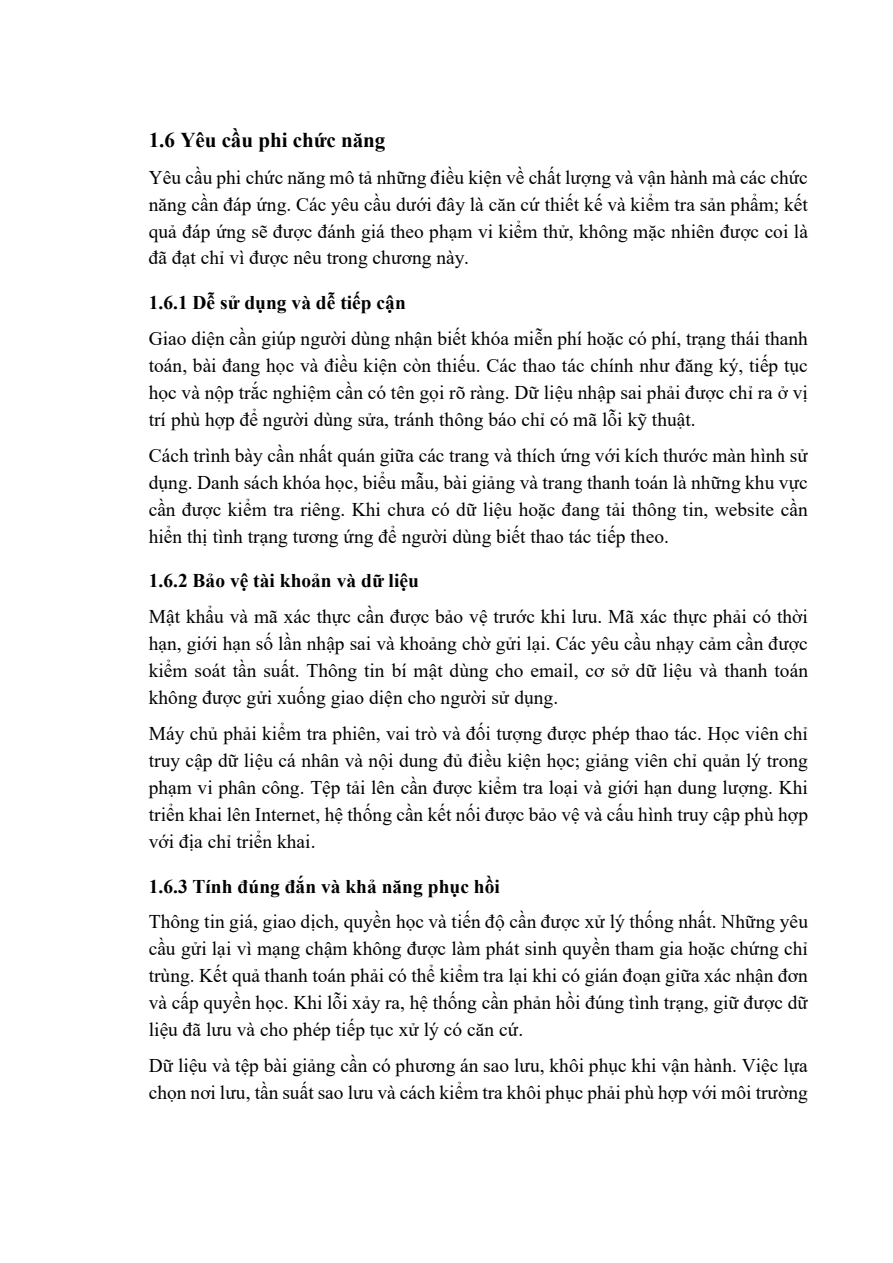 1.6 Yêu cầu phi chức năng
Yêu cầu phi chức năng mô tả những điều kiện về chất lượng và vận hành mà các chức
năng cần đáp ứng. Các yêu cầu dưới đây là căn cứ thiết kế và kiểm tra sản phẩm; kết
quả đáp ứng sẽ được đánh giá theo phạm vi kiểm thử, không mặc nhiên được coi là
đã đạt chỉ vì được nêu trong chương này.
1.6.1 Dễ sử dụng và dễ tiếp cận
Giao diện cần giúp người dùng nhận biết khóa miễn phí hoặc có phí, trạng thái thanh
toán, bài đang học và điều kiện còn thiếu. Các thao tác chính như đăng ký, tiếp tục
học và nộp trắc nghiệm cần có tên gọi rõ ràng. Dữ liệu nhập sai phải được chỉ ra ở vị
trí phù hợp để người dùng sửa, tránh thông báo chỉ có mã lỗi kỹ thuật.
Cách trình bày cần nhất quán giữa các trang và thích ứng với kích thước màn hình sử
dụng. Danh sách khóa học, biểu mẫu, bài giảng và trang thanh toán là những khu vực
cần được kiểm tra riêng. Khi chưa có dữ liệu hoặc đang tải thông tin, website cần
hiển thị tình trạng tương ứng để người dùng biết thao tác tiếp theo.
1.6.2 Bảo vệ tài khoản và dữ liệu
Mật khẩu và mã xác thực cần được bảo vệ trước khi lưu. Mã xác thực phải có thời
hạn, giới hạn số lần nhập sai và khoảng chờ gửi lại. Các yêu cầu nhạy cảm cần được
kiểm soát tần suất. Thông tin bí mật dùng cho email, cơ sở dữ liệu và thanh toán
không được gửi xuống giao diện cho người sử dụng.
Máy chủ phải kiểm tra phiên, vai trò và đối tượng được phép thao tác. Học viên chỉ
truy cập dữ liệu cá nhân và nội dung đủ điều kiện học; giảng viên chỉ quản lý trong
phạm vi phân công. Tệp tải lên cần được kiểm tra loại và giới hạn dung lượng. Khi
triển khai lên Internet, hệ thống cần kết nối được bảo vệ và cấu hình truy cập phù hợp
với địa chỉ triển khai.
1.6.3 Tính đúng đắn và khả năng phục hồi
Thông tin giá, giao dịch, quyền học và tiến độ cần được xử lý thống nhất. Những yêu
cầu gửi lại vì mạng chậm không được làm phát sinh quyền tham gia hoặc chứng chỉ
trùng. Kết quả thanh toán phải có thể kiểm tra lại khi có gián đoạn giữa xác nhận đơn
và cấp quyền học. Khi lỗi xảy ra, hệ thống cần phản hồi đúng tình trạng, giữ được dữ
liệu đã lưu và cho phép tiếp tục xử lý có căn cứ.
Dữ liệu và tệp bài giảng cần có phương án sao lưu, khôi phục khi vận hành. Việc lựa
chọn nơi lưu, tần suất sao lưu và cách kiểm tra khôi phục phải phù hợp với môi trường